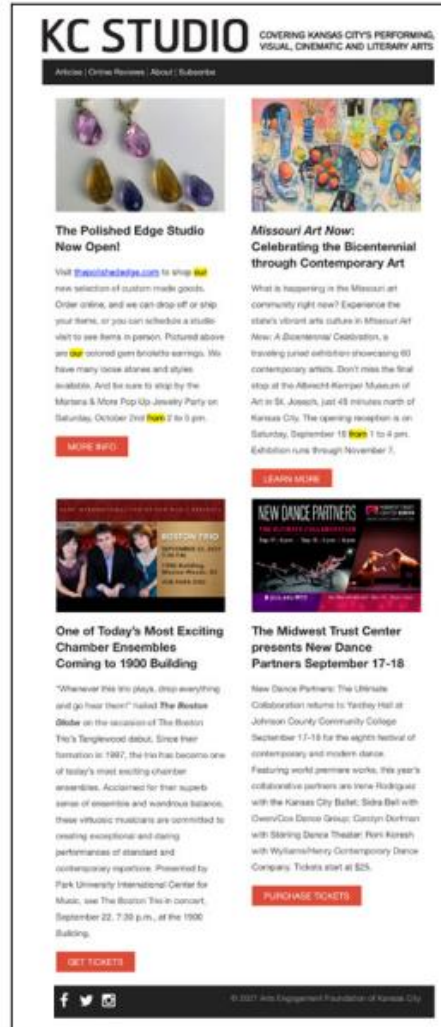 KC STUDIO
COVERING KANSAS CITY'S PERFORMING,
VISUAL, CINEMATIC AND LITERARY ARTS
Articles | Online Reviews | About | Subscribe
The Polished Edge Studio
Now Open!
Visit thepolishededge.com to shop our
new selection of custom made goods.
Order online, and we can drop off or ship
your items, or you can schedule a studio
visit to see items in person. Pictured above
are our colored gem briolette earrings. We
have many loose stones and styles
available. And be sure to stop by the
Martens & More Pop Up Jewelry Party on
Saturday, October 2nd from 2 to 5 pm.
MORE INFO
Missouri Art Now:
Celebrating the Bicentennial
through Contemporary Art
What is happening in the Missouri art
community right now? Experience the
state's vibrant arts culture in Missouri Art
Now: A Bicentennial Celebration, a
traveling juried exhibition showcasing 60
contemporary artists. Don't miss the final
stop at the Albrecht-Kemper Museum of
Art in St. Joseph, just 45 minutes north of
Kansas City. The opening reception is on
Saturday, September 18 from 1 to 4 pm.
Exhibition runs through November 7.
LEARN MORE
BOSTON TRIO
One of Today's Most Exciting
Chamber Ensembles
Coming to 1900 Building
"Whenever this trio plays, drop everything
and go hear them!" hailed The Boston
Globe on the occasion of The Boston
Trio's Tanglewood debut. Since their
formation in 1997, the trio has become one
of today's most exciting chamber
ensembles. Acclaimed for their superb
sense of ensemble and wondrous balance,
these virtuosic musicians are committed to
creating exceptional and daring
performances of standard and
contemporary repertoire. Presented by
Park University International Center for
Music, see The Boston Trio in concert,
September 22, 7:30 p.m., at the 1900
Building.
GET TICKETS
NEW DANCE PARTNERS
THE ULTIMATE COLLABORATION
The Midwest Trust Center
presents New Dance
Partners September 17-18
New Dance Partners: The Ultimate
Collaboration returns to Yardley Hall at
Johnson County Community College
September 17-18 for the eighth festival of
contemporary and modern dance.
Featuring world premiere works, this year's
collaborative partners are Irene Rodriguez
with the Kansas City Ballet; Sidra Bell with
Owen/Cox Dance Group; Carolyn Dorfman
with Störling Dance Theater; Roni Koresh
with Wylliams/Henry Contemporary Dance
Company. Tickets start at $25.
PURCHASE TICKETS
© 2021 Arts Engagement Foundation of Kansas City